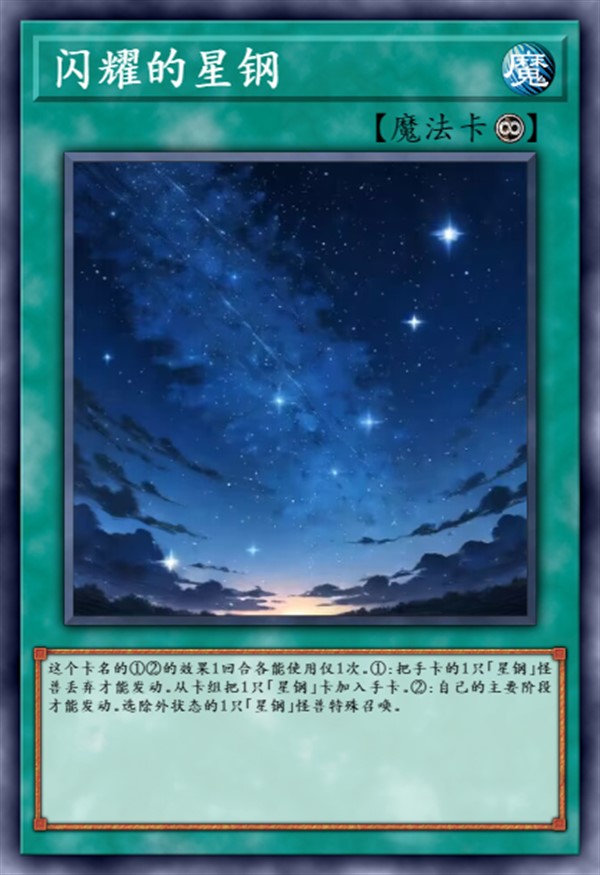 闪耀的星钢
魔
【魔法卡♾】
这个卡名的①②的效果1回合各能使用仅1次。①:把手卡的1只「星钢」怪
兽丢弃才能发动。从卡组把1只「星钢」卡加入手卡。②:自己的主要阶段
才能发动。选除外状态的1只「星钢」怪兽特殊召唤。